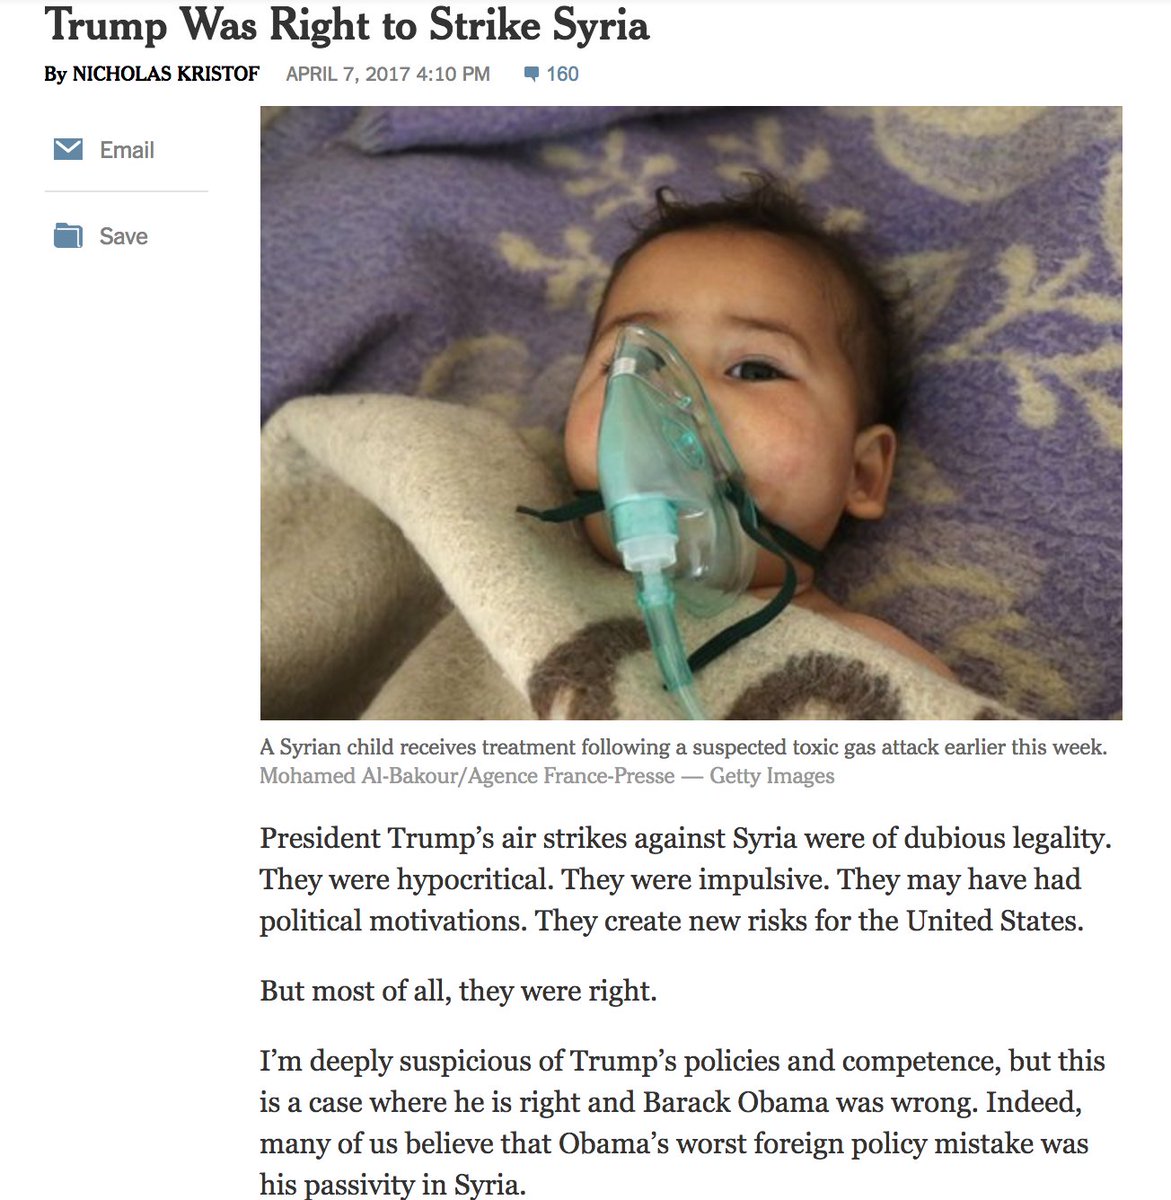 Trump Was Right to Strike Syria
By NICHOLAS KRISTOF APRIL 7, 2017 4:10 PM 160
Email
Save
A Syrian child receives treatment following a suspected toxic gas attack earlier this week.
Mohamed Al-Bakour/Agence France-Presse — Getty Images
President Trump’s air strikes against Syria were of dubious legality.
They were hypocritical. They were impulsive. They may have had
political motivations. They create new risks for the United States.
But most of all, they were right.
I’m deeply suspicious of Trump’s policies and competence, but this
is a case where he is right and Barack Obama was wrong. Indeed,
many of us believe that Obama’s worst foreign policy mistake was
his passivity in Syria.